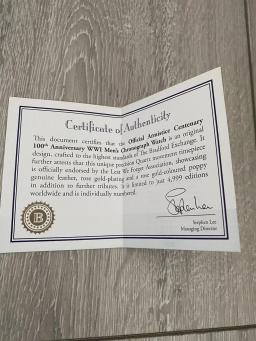 Certificate of Authenticity
This document certifies that the Official Armistice Centenary
100th Anniversary WWI Men's Chronograph Watch is an original
design, crafted to the highest standards of The Bradford Exchange. It
further attests that this unique precision Quartz movement timepiece
is officially endorsed by the Lest We Forget Association, showcasing
genuine leather, rose gold-plating and a rose gold-coloured poppy
in addition to further tributes. It is limited to just 4,999 editions
worldwide and is individually numbered.
B
Stephen Lee
Managing Director